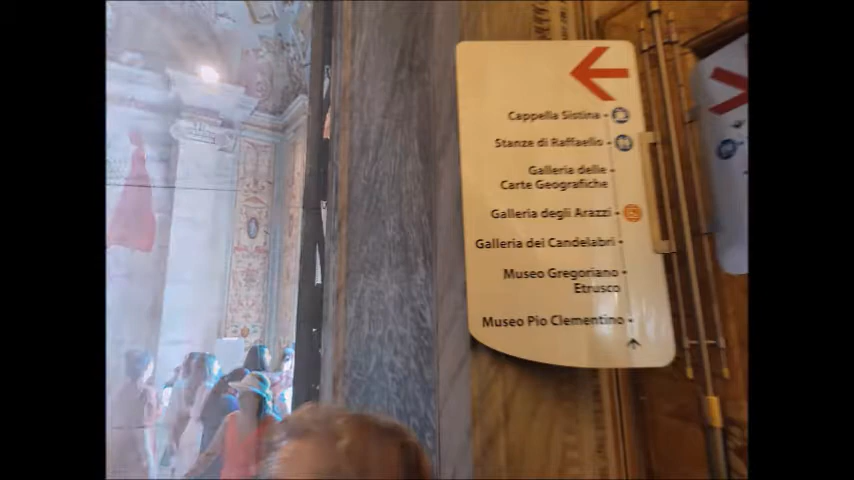 Cappella Sistina
Stanze di Raffaello
Galleria delle
Carte Geografiche
Galleria degli Arazzi
Galleria dei Candelabri
Museo Gregoriano
Etrusco
Museo Pio Clementino